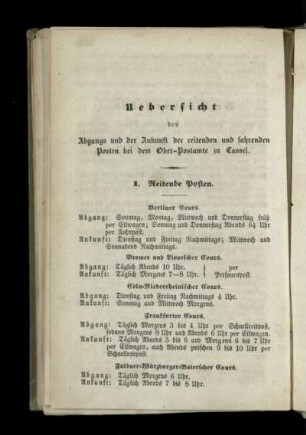 Uebersicht
des
Abgangs und der Ankunft der reitenden und fahrenden
Posten bei dem Ober-Postamte zu Cassel.
I. Reitende Posten.
Berliner Cours.
Abgang: Sonntag, Montag, Mittwoch und Donnerstag früh
per Eilwagen; Sonntag und Donnerstag Abends 6½ Uhr
per Fahrpost.
Ankunft: Dienstag und Freitag Nachmittags; Mittwoch und
Sonnabend Nachmittags.
Bremer und Lippescher Cours.
Abgang: Täglich Abends 10 Uhr. } per
Ankunft: Täglich Morgens 7—8 Uhr. } Personenpost
Cöln-Niederrheinischer Cours.
Abgang: Dienstag und Freitag Nachmittags 4 Uhr.
Ankunft: Sonntag und Mittwoch Morgens.
Frankfurter Cours.
Abgang: Täglich Morgens 3 bis 4 Uhr per Schnellreitpost,
sodann Morgens 8 Uhr und Abends 6 Uhr per Eilwagen.
Ankunft: Täglich Abends 5 bis 6 und Morgens 6 bis 7 Uhr
per Eilwagen, auch Abends zwischen 9 bis 10 Uhr per
Schnellreitpost.
Fuldaer-Würzburger-Baierscher Cours.
Abgang: Täglich Morgens 6 Uhr.
Ankunft: Täglich Abends 7 bis 8 Uhr.